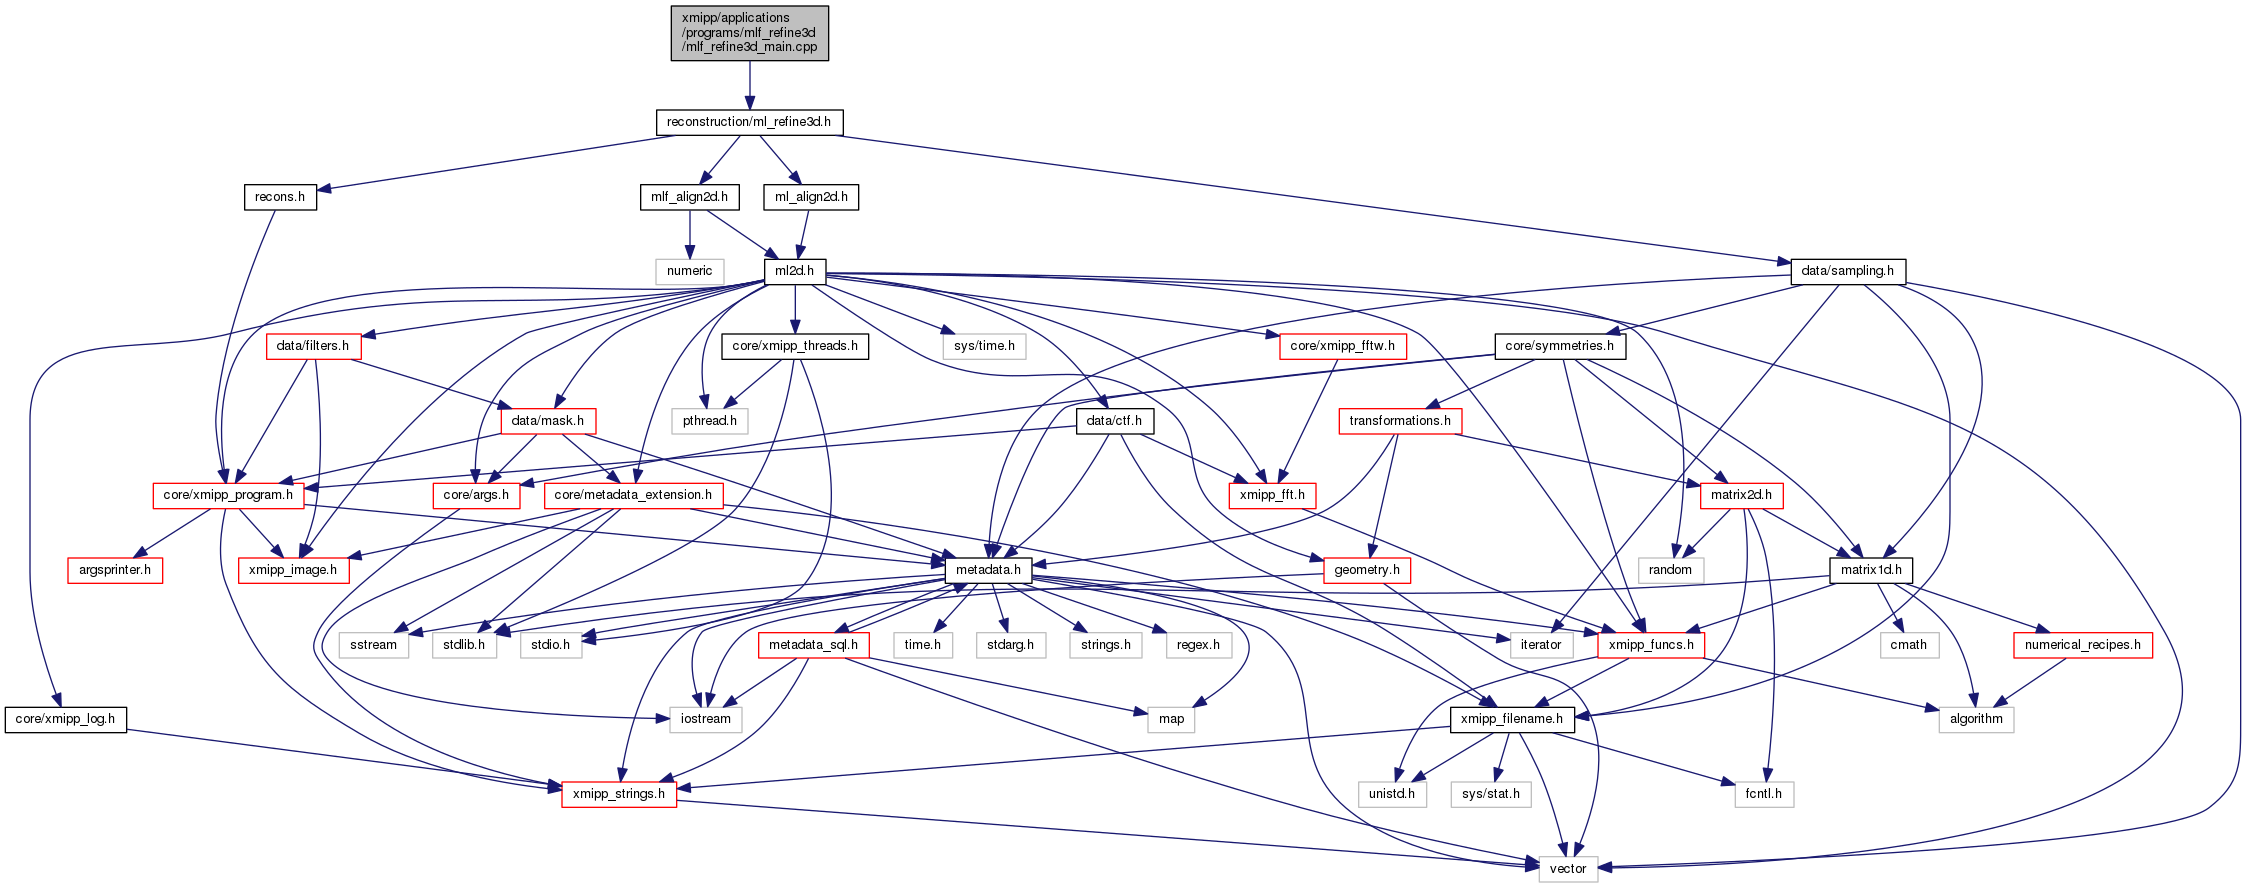 xmipp/applications
/programs/mlf_refine3d
/mlf_refine3d_main.cpp
reconstruction/ml_refine3d.h
recons.h
mlf_align2d.h
ml_align2d.h
numeric
ml2d.h
data/sampling.h
data/filters.h
core/xmipp_threads.h
sys/time.h
core/xmipp_fftw.h
core/symmetries.h
data/mask.h
pthread.h
data/ctf.h
transformations.h
core/xmipp_program.h
core/args.h
core/metadata_extension.h
xmipp_fft.h
matrix2d.h
argsprinter.h
xmipp_image.h
metadata.h
geometry.h
random
matrix1d.h
sstream
stdlib.h
stdio.h
metadata_sql.h
time.h
stdarg.h
strings.h
regex.h
iterator
xmipp_funcs.h
cmath
numerical_recipes.h
core/xmipp_log.h
iostream
map
xmipp_filename.h
algorithm
xmipp_strings.h
unistd.h
sys/stat.h
fcntl.h
vector